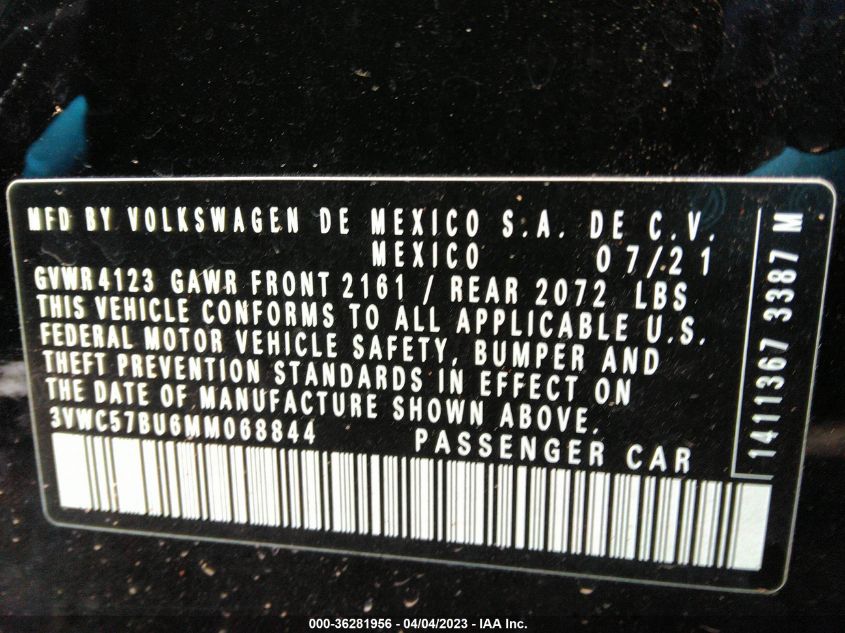 MFD BY VOLKSWAGEN DE MEXICO S.A. DE C.V.
MEXICO 07/21
GVWR 4123 GAWR FRONT 2161 / REAR 2072 LBS
THIS VEHICLE CONFORMS TO ALL APPLICABLE U.S.
FEDERAL MOTOR VEHICLE SAFETY, BUMPER AND
THEFT PREVENTION STANDARDS IN EFFECT ON
THE DATE OF MANUFACTURE SHOWN ABOVE.
3VWC57BU6MM068844 PASSENGER CAR
1411367 3387 M
000-36281956 - 04/04/2023 - IAA Inc.